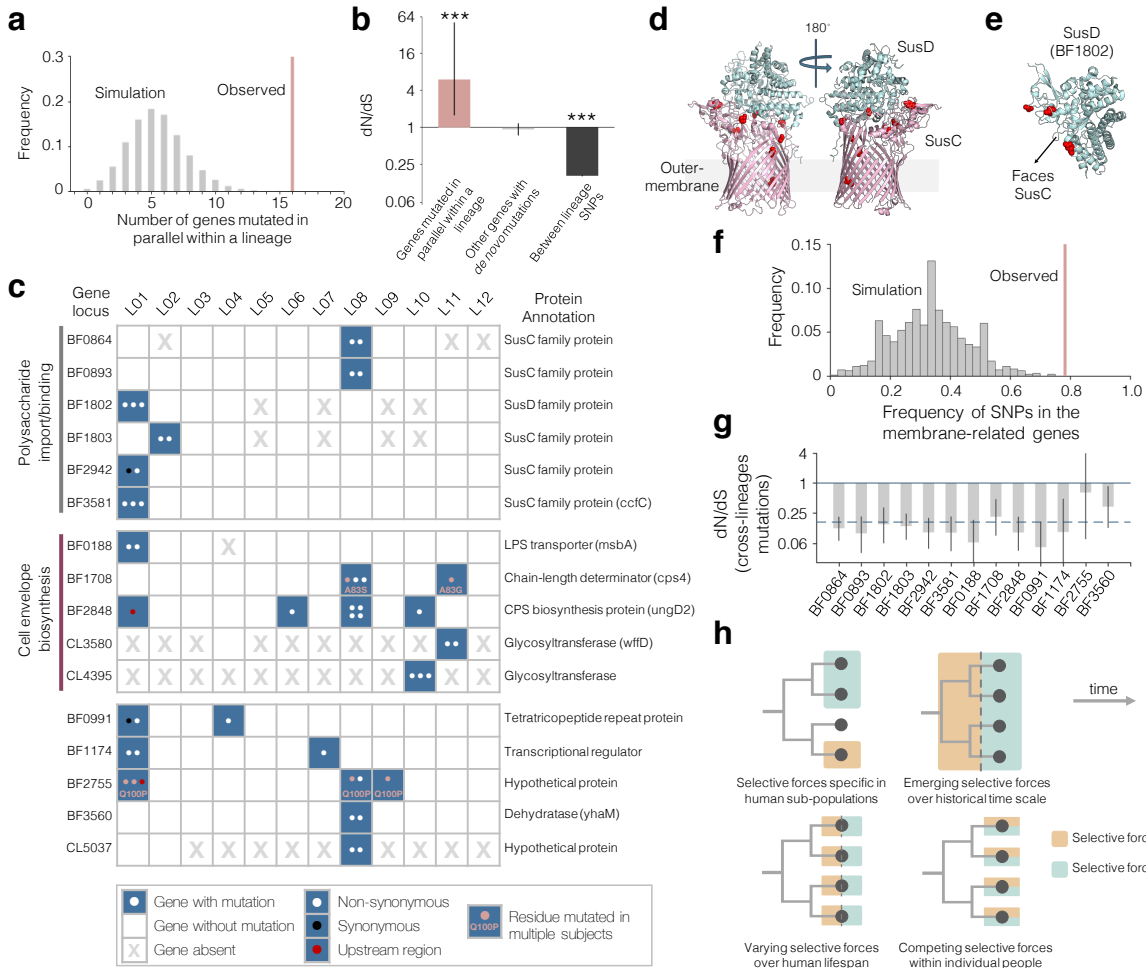 a
0.3
0.2
0.1
0
Frequency
Simulation
Observed
0
5
10
15
20
Number of genes mutated in
parallel within a lineage
b
64
16
4
1
0.25
0.06
dN/dS
***
***
Genes mutated in
parallel within a
lineage
Other genes with
de novo mutations
Between lineage
SNPs
d
180°
SusD
SusC
Outer-
membrane
e
SusD
(BF1802)
Faces
SusC
f
0.15
0.10
0.05
0
Frequency
Simulation
Observed
0
0.2
0.4
0.6
0.8
1.0
Frequency of SNPs in the
membrane-related genes
c
Gene
locus
L01
L02
L03
L04
L05
L06
L07
L08
L09
L10
L11
L12
Protein
Annotation
Polysaccharide
import/binding
BF0864 X X X SusC family protein
BF0893 SusC family protein
BF1802 X X X X SusD family protein
BF1803 X X X X SusC family protein
BF2942 SusC family protein
BF3581 SusC family protein (ccfC)
Cell envelope
biosynthesis
BF0188 X LPS transporter (msbA)
BF1708 A83S A83G Chain-length determinator (cps4)
BF2848 CPS biosynthesis protein (ungD2)
CL3580 X X X X X X X X X X X Glycosyltransferase (wffD)
CL4395 X X X X X X X X X X X Glycosyltransferase
BF0991 Tetratricopeptide repeat protein
BF1174 Transcriptional regulator
BF2755 Q100P Q100P Q100P Hypothetical protein
BF3560 Dehydratase (yhaM)
CL5037 X X X X X X X X Hypothetical protein
Gene with mutation
Gene without mutation
X Gene absent
Non-synonymous
Synonymous
Upstream region
Q100P
Residue mutated in
multiple subjects
g
4
1
0.25
0.06
dN/dS
(cross-lineages
mutations)
BF0864
BF0893
BF1802
BF1803
BF2942
BF3581
BF0188
BF1708
BF2848
BF0991
BF1174
BF2755
BF3560
h
time
Selective forces specific in
human sub-populations
Emerging selective forces
over historical time scale
Varying selective forces
over human lifespan
Competing selective forces
within individual people
Selective forc
Selective forc